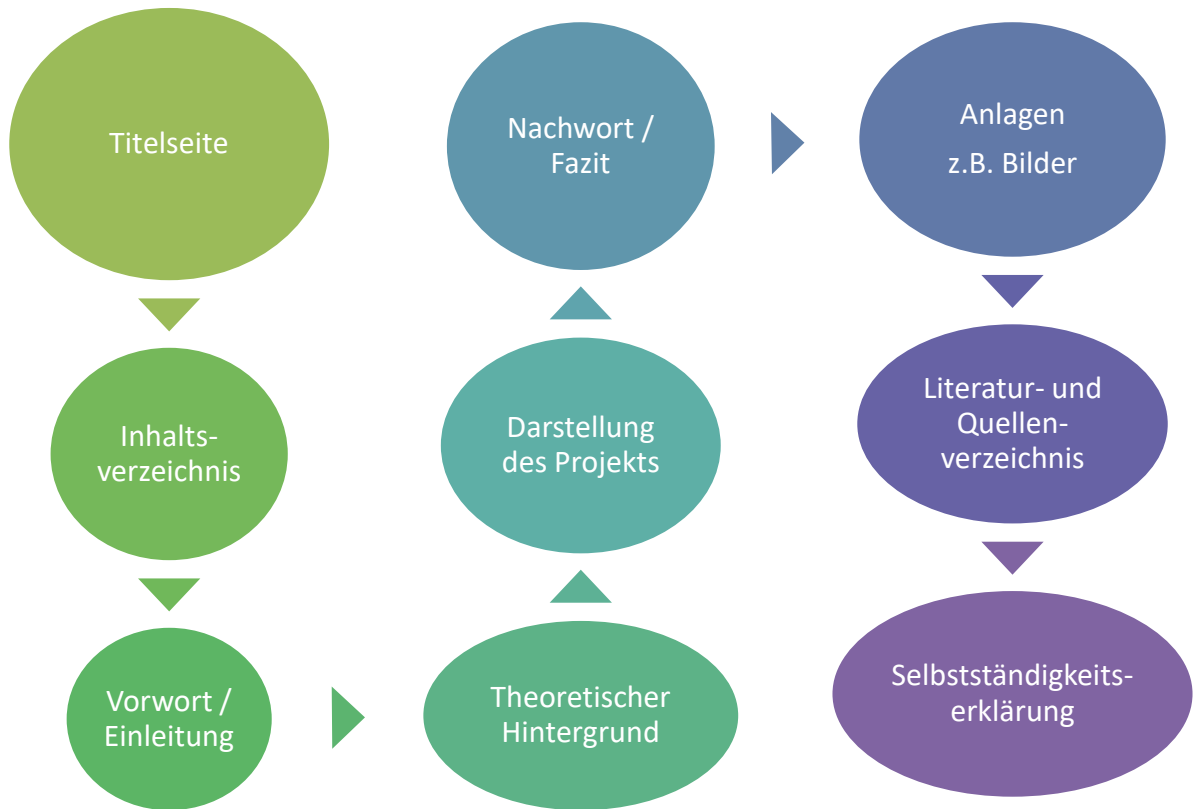 Titelseite
Inhalts-
verzeichnis
Vorwort /
Einleitung
Theoretischer
Hintergrund
Darstellung
des Projekts
Nachwort /
Fazit
Anlagen
z.B. Bilder
Literatur- und
Quellen-
verzeichnis
Selbstständigkeits-
erklärung